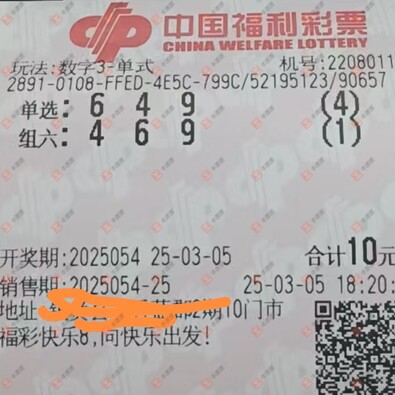 中国福利彩票
CHINA WELFARE LOTTERY
玩法:数字3-单式 机号:2208011
2891-0108-FFED-4E5C-799C/52195123/90657
单选: 6 4 9 (4)
组六: 4 6 9 (1)
开奖期:2025054 25-03-05 合计10元
销售期:2025054-25 25-03-05 18:20:
地址 期10门市
福彩快乐8,向快乐出发!